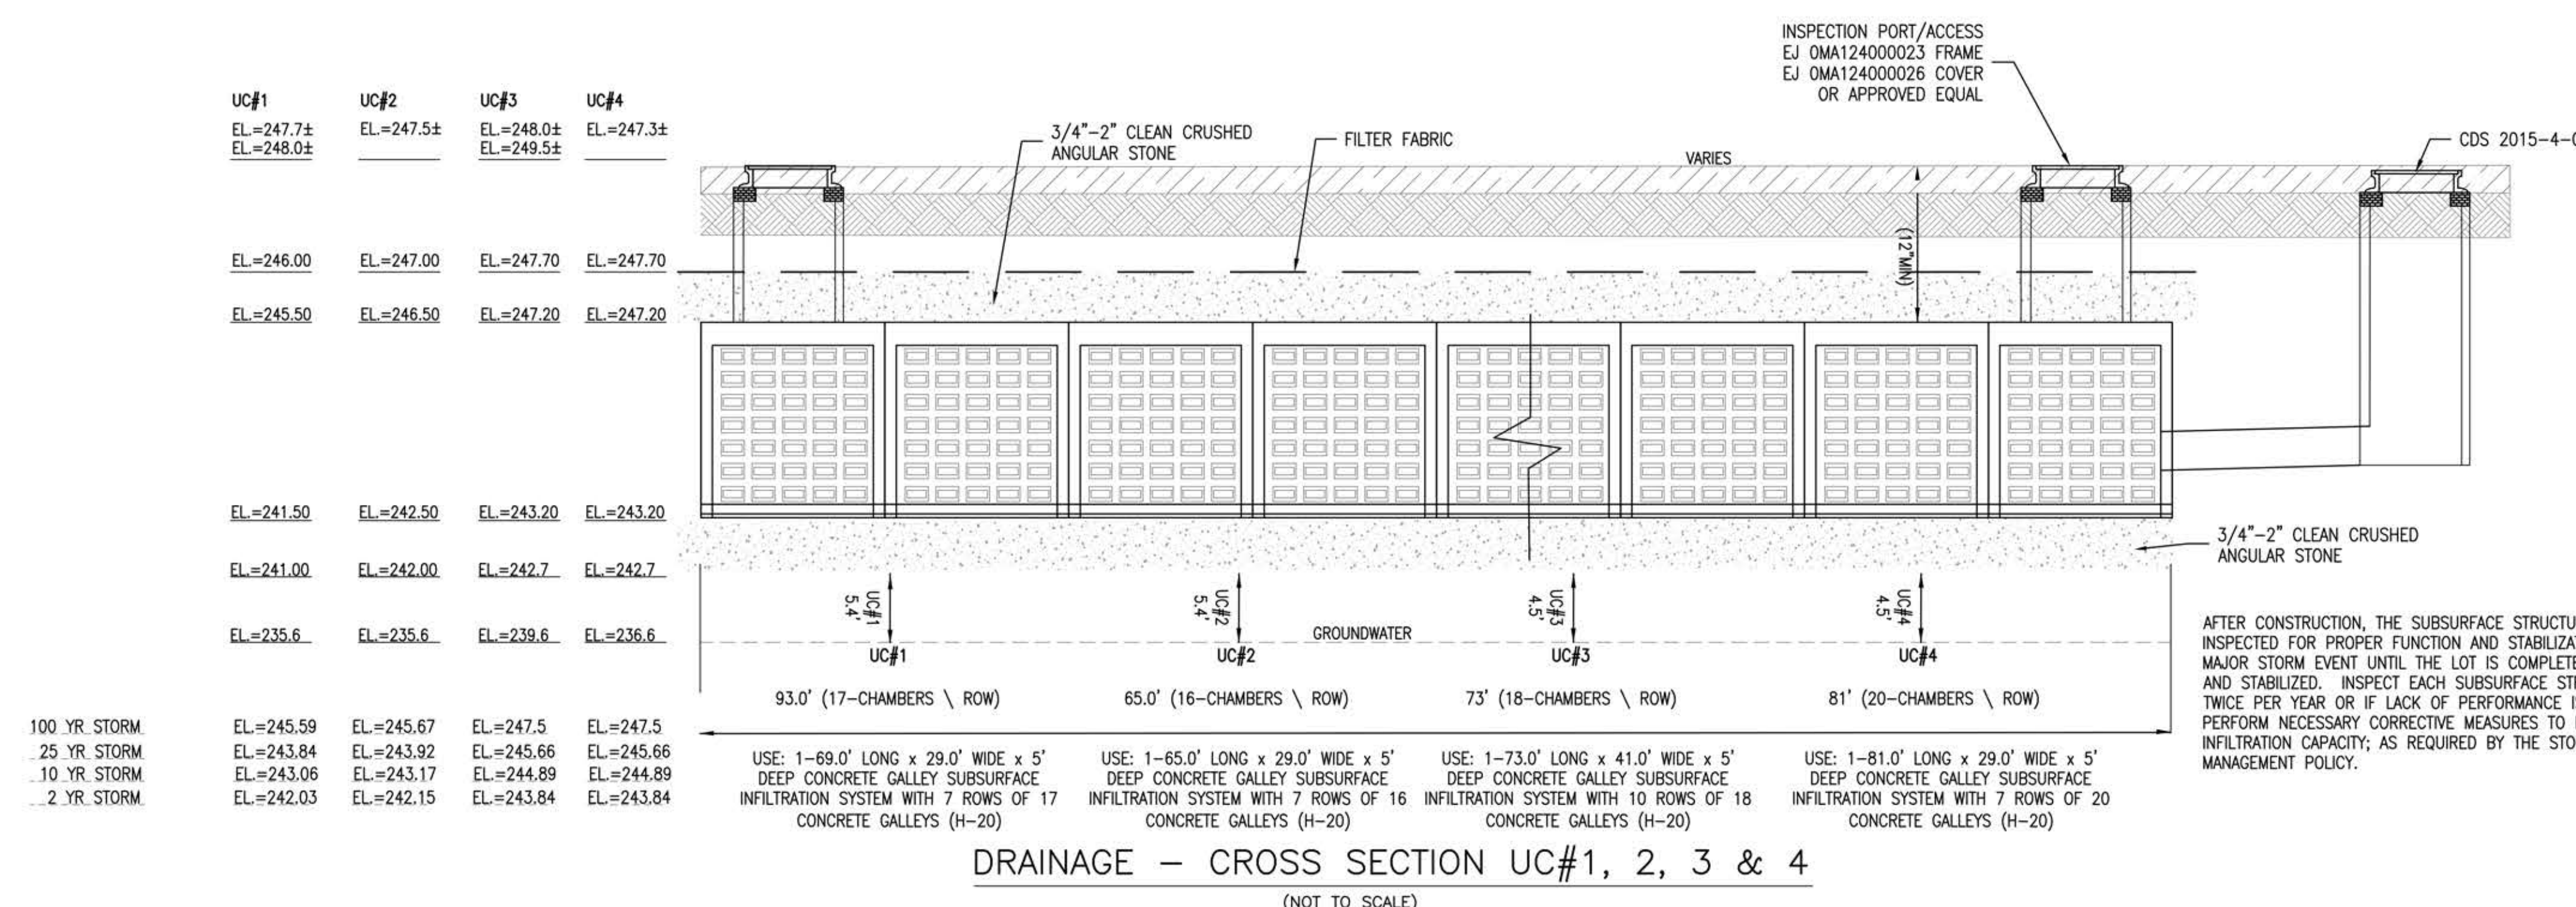 INSPECTION PORT/ACCESS
EJ 0MA124000023 FRAME
EJ 0MA124000026 COVER
OR APPROVED EQUAL
UC#1 UC#2 UC#3 UC#4
EL.=247.7± EL.=247.5± EL.=248.0± EL.=247.3±
EL.=248.0± EL.=249.5±
3/4"-2" CLEAN CRUSHED
ANGULAR STONE
FILTER FABRIC
VARIES
CDS 2015-4-
(12"MIN)
EL.=246.00 EL.=247.00 EL.=247.70 EL.=247.70
EL.=245.50 EL.=246.50 EL.=247.20 EL.=247.20
EL.=241.50 EL.=242.50 EL.=243.20 EL.=243.20
3/4"-2" CLEAN CRUSHED
ANGULAR STONE
EL.=241.00 EL.=242.00 EL.=242.7 EL.=242.7
UC#1
5.4'
UC#2
5.4'
UC#3
4.5'
UC#4
4.5'
EL.=235.6 EL.=235.6 EL.=239.6 EL.=236.6
GROUNDWATER
UC#1 UC#2 UC#3 UC#4
93.0' (17-CHAMBERS \ ROW) 65.0' (16-CHAMBERS \ ROW) 73' (18-CHAMBERS \ ROW) 81' (20-CHAMBERS \ ROW)
100 YR STORM EL.=245.59 EL.=245.67 EL.=247.5 EL.=247.5
25 YR STORM EL.=243.84 EL.=243.92 EL.=245.66 EL.=245.66
10 YR STORM EL.=243.06 EL.=243.17 EL.=244.89 EL.=244.89
2 YR STORM EL.=242.03 EL.=242.15 EL.=243.84 EL.=243.84
USE: 1-69.0' LONG x 29.0' WIDE x 5'
DEEP CONCRETE GALLEY SUBSURFACE
INFILTRATION SYSTEM WITH 7 ROWS OF 17
CONCRETE GALLEYS (H-20)
USE: 1-65.0' LONG x 29.0' WIDE x 5'
DEEP CONCRETE GALLEY SUBSURFACE
INFILTRATION SYSTEM WITH 7 ROWS OF 16
CONCRETE GALLEYS (H-20)
USE: 1-73.0' LONG x 41.0' WIDE x 5'
DEEP CONCRETE GALLEY SUBSURFACE
INFILTRATION SYSTEM WITH 10 ROWS OF 18
CONCRETE GALLEYS (H-20)
USE: 1-81.0' LONG x 29.0' WIDE x 5'
DEEP CONCRETE GALLEY SUBSURFACE
INFILTRATION SYSTEM WITH 7 ROWS OF 20
CONCRETE GALLEYS (H-20)
AFTER CONSTRUCTION, THE SUBSURFACE
INSPECTED FOR PROPER FUNCTION AND
MAJOR STORM EVENT UNTIL THE LOT IS
AND STABILIZED. INSPECT EACH SUBSURFACE
TWICE PER YEAR OR IF LACK OF PERFORMANCE
PERFORM NECESSARY CORRECTIVE MEASURES TO
INFILTRATION CAPACITY; AS REQUIRED BY THE
MANAGEMENT POLICY.
DRAINAGE - CROSS SECTION UC#1, 2, 3 & 4
(NOT TO SCALE)